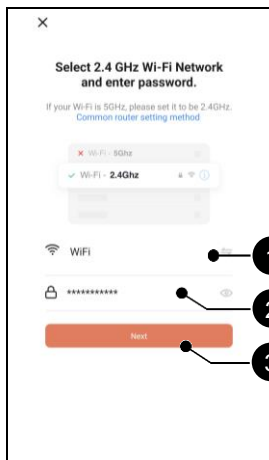 Select 2.4 GHz Wi-Fi Network
and enter password.
If your Wi-Fi is 5GHz, please set it to be 2.4GHz.
Common router setting method
Wi-Fi - 5Ghz
Wi-Fi - 2.4Ghz
WiFi
1
***********
2
Next
3